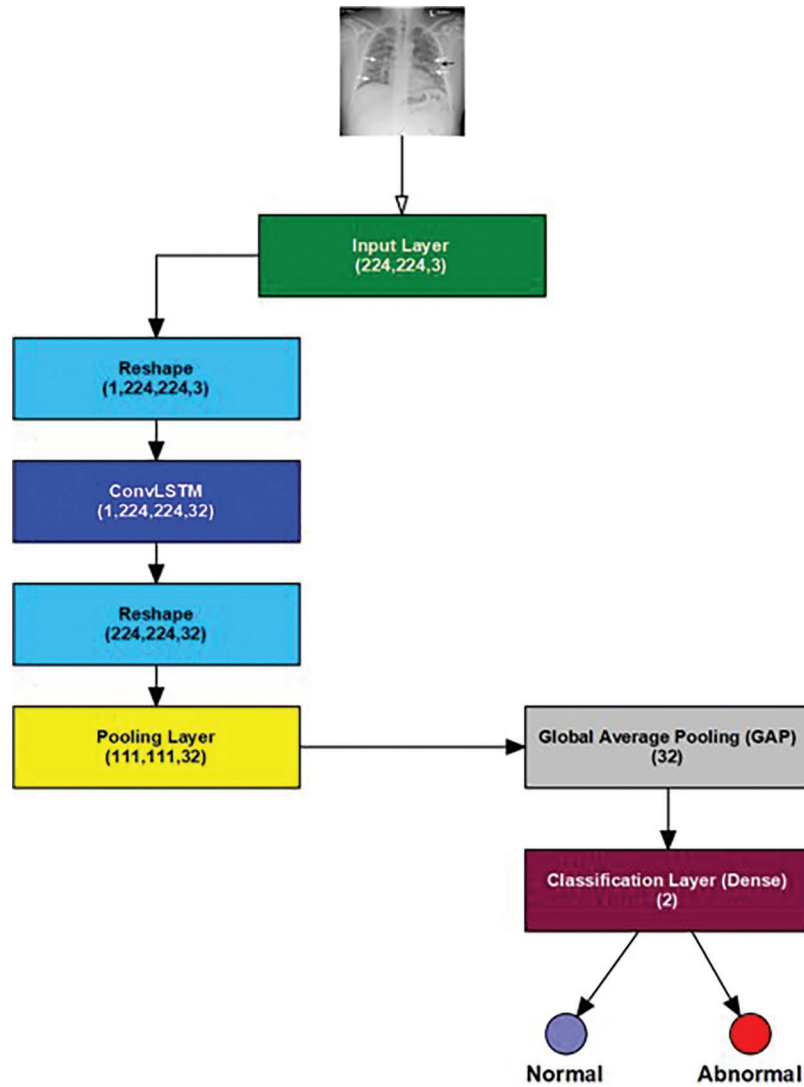 Input Layer
(224,224,3)
Reshape
(1,224,224,3)
ConvLSTM
(1,224,224,32)
Reshape
(224,224,32)
Pooling Layer
(111,111,32)
Global Average Pooling (GAP)
(32)
Classification Layer (Dense)
(2)
Normal
Abnormal